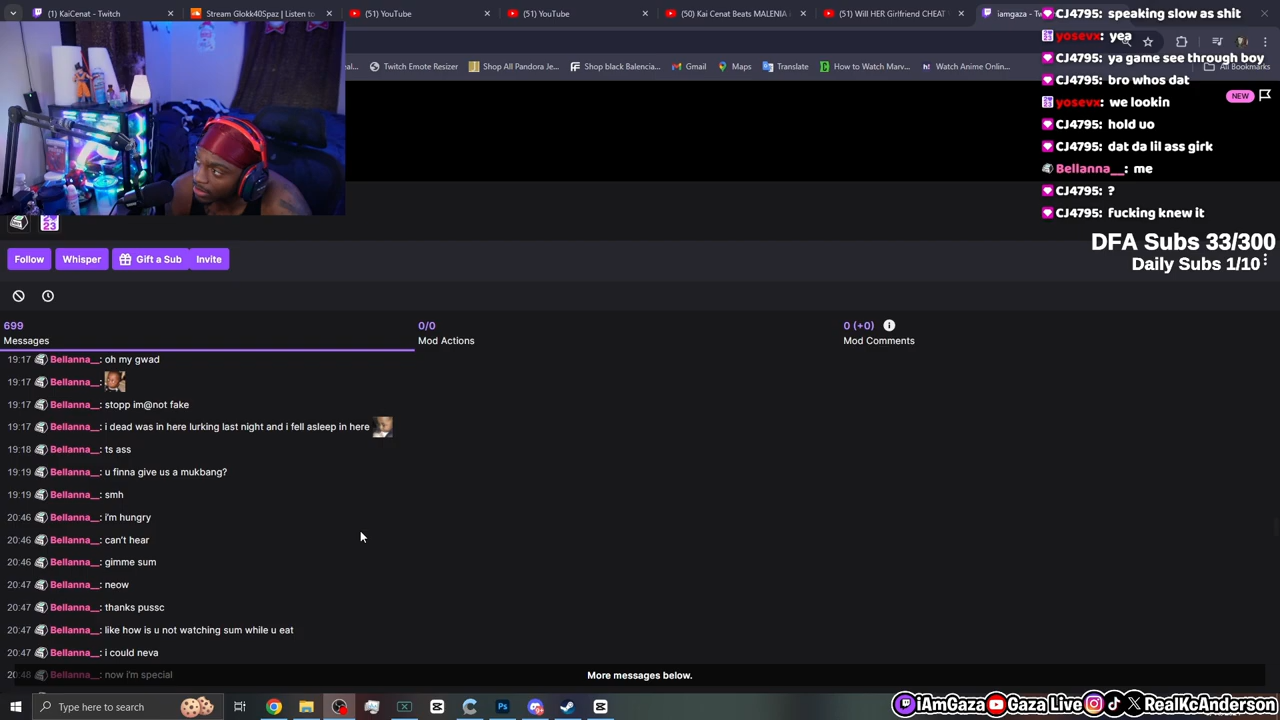 KaiCenat - Twitch
Stream Glokk40Spaz | Listen to
(51) YouTube
(51) YouTube
(50) KaiCenat Beats MALENIA
(51) Will HER Girlfriend CHEAT
iamgaza - Tw
Twitch Emote Resizer
Shop All Pandora Je...
Shop black Balencia...
Gmail
Maps
Translate
How to Watch Marv...
Watch Anime Onlin...
All Bookmarks
CJ4795: speaking slow as shit
yosevx: yea
CJ4795: ya game see through boy
CJ4795: bro whos dat
NEW
yosevx: we lookin
CJ4795: hold uo
CJ4795: dat da lil ass girk
Bellanna__: me
CJ4795: ?
CJ4795: fucking knew it
DFA Subs 33/300
Daily Subs 1/10
Follow
Whisper
Gift a Sub
Invite
699
Messages
0/0
Mod Actions
0 (+0)
Mod Comments
19:17 Bellanna__: oh my gwad
19:17 Bellanna__:
19:17 Bellanna__: stopp im@not fake
19:17 Bellanna__: i dead was in here lurking last night and i fell asleep in here
19:18 Bellanna__: ts ass
19:19 Bellanna__: u finna give us a mukbang?
19:19 Bellanna__: smh
20:46 Bellanna__: i'm hungry
20:46 Bellanna__: can't hear
20:46 Bellanna__: gimme sum
20:47 Bellanna__: neow
20:47 Bellanna__: thanks pussc
20:47 Bellanna__: like how is u not watching sum while u eat
20:47 Bellanna__: i could neva
20:48 Bellanna__: now i'm special
More messages below.
Type here to search
iAmGaza
Gaza Live
RealKcAnderson